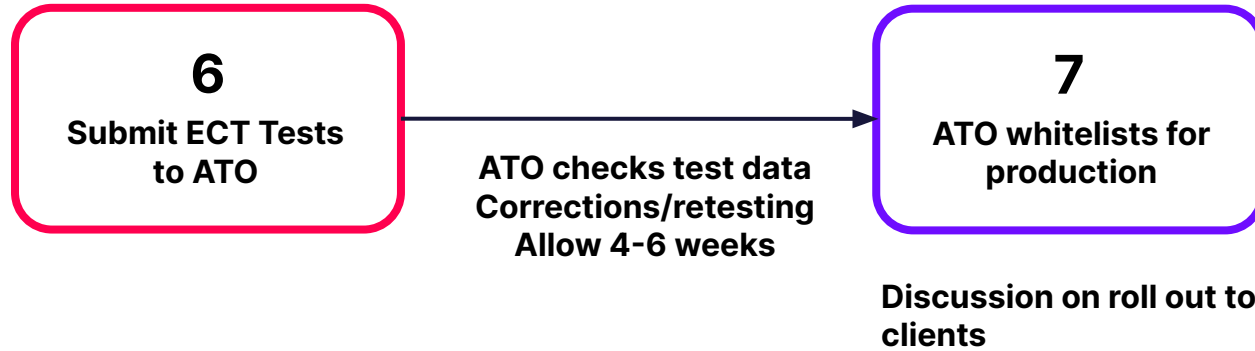 6
Submit ECT Tests
to ATO
ATO checks test data
Corrections/retesting
Allow 4-6 weeks
7
ATO whitelists for
production
Discussion on roll out to
clients